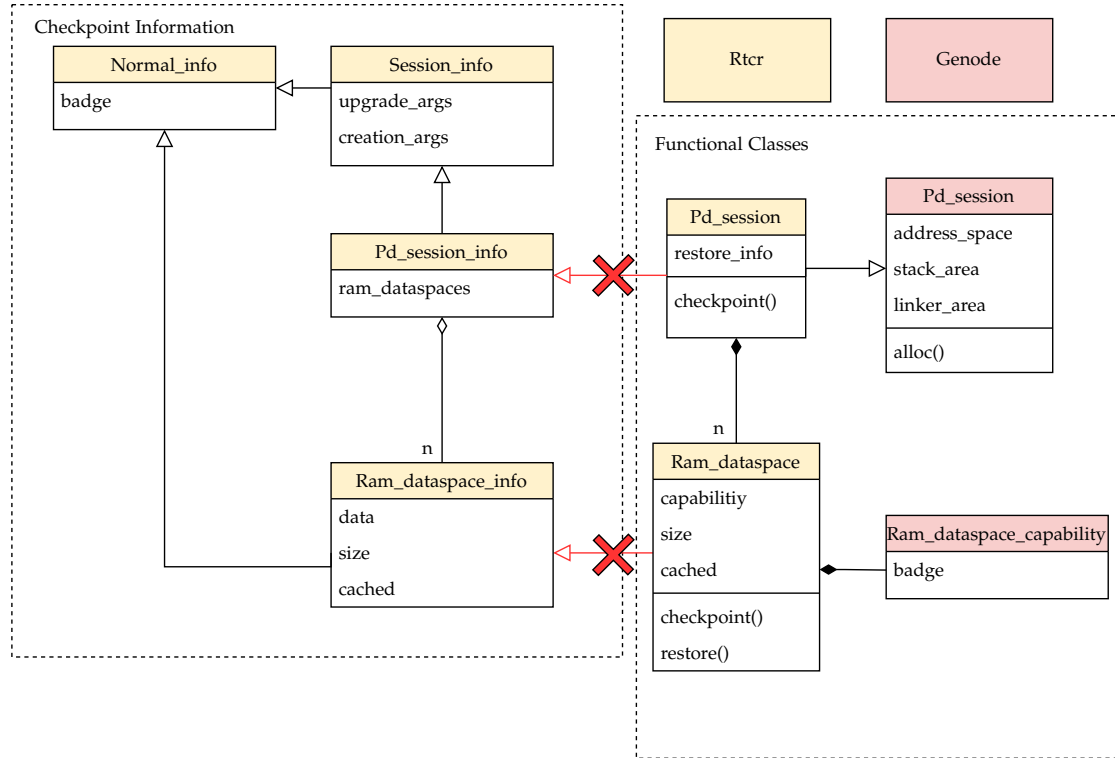 Checkpoint Information
Normal_info
badge
Session_info
upgrade_args
creation_args
Pd_session_info
ram_dataspaces
n
Ram_dataspace_info
data
size
cached
Rtcr
Genode
Functional Classes
Pd_session
restore_info
checkpoint()
Pd_session
address_space
stack_area
linker_area
alloc()
n
Ram_dataspace
capabilitiy
size
cached
checkpoint()
restore()
Ram_dataspace_capability
badge